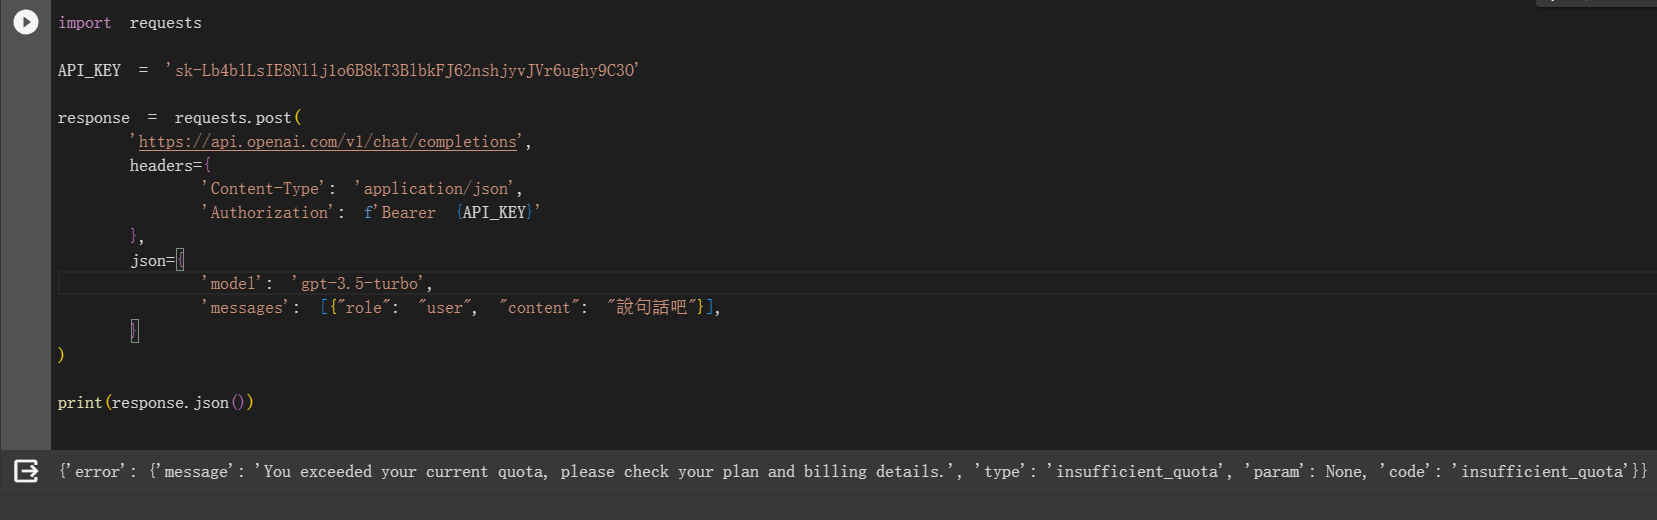 import requests
API_KEY =
response = requests.post(
'https://api.openai.com/v1/chat/completions',
headers={
'Content-Type': 'application/json',
'Authorization': f'Bearer {API_KEY}'
},
json={
'model': 'gpt-3.5-turbo',
'messages': [{"role": "user", "content": "說句話吧"}],
}
)
print(response.json())
{'error': {'message': 'You exceeded your current quota, please check your plan and billing details.', 'type': 'insufficient_quota', 'param': None, 'code': 'insufficient_quota'}}